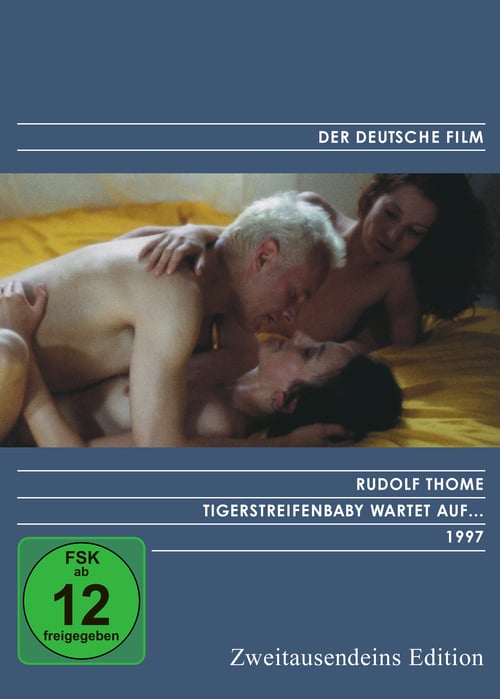 DER DEUTSCHE FILM
RUDOLF THOME
TIGERSTREIFENBABY WARTET AUF...
1997
FSK
ab
12
freigegeben
Zweitausendeins Edition